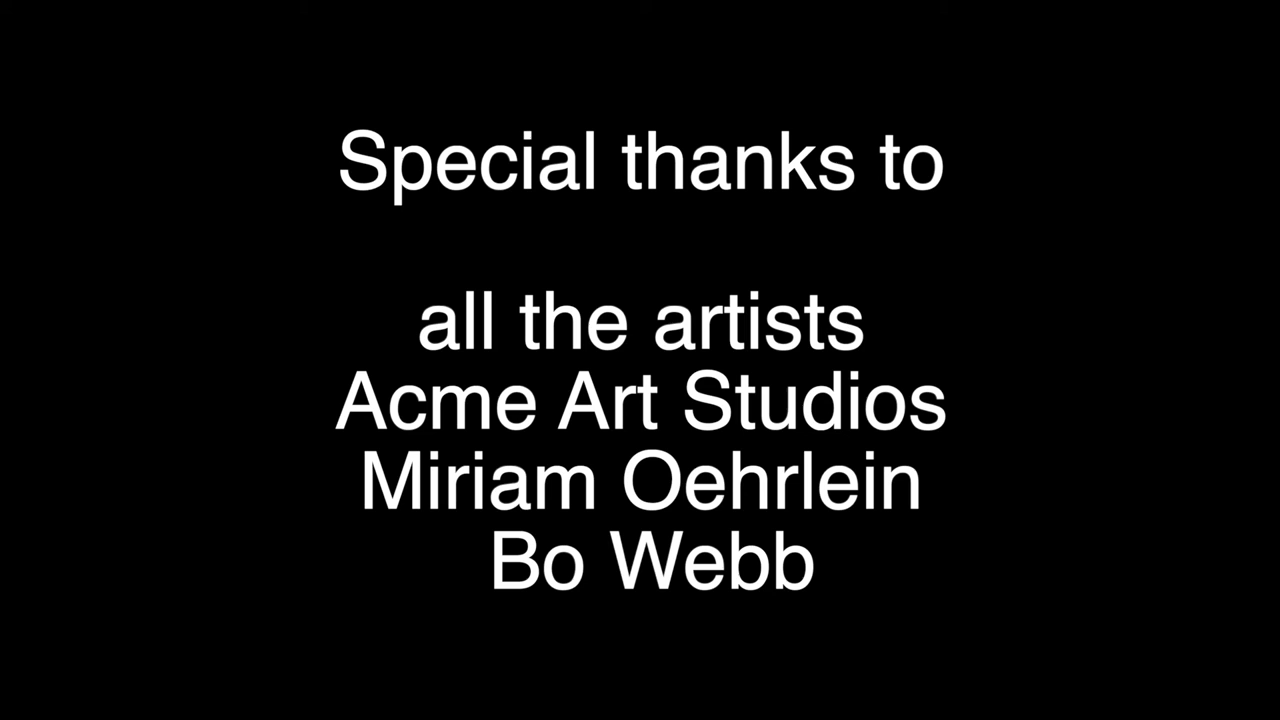 Special thanks to
all the artists
Acme Art Studios
Miriam Oehrlein
Bo Webb